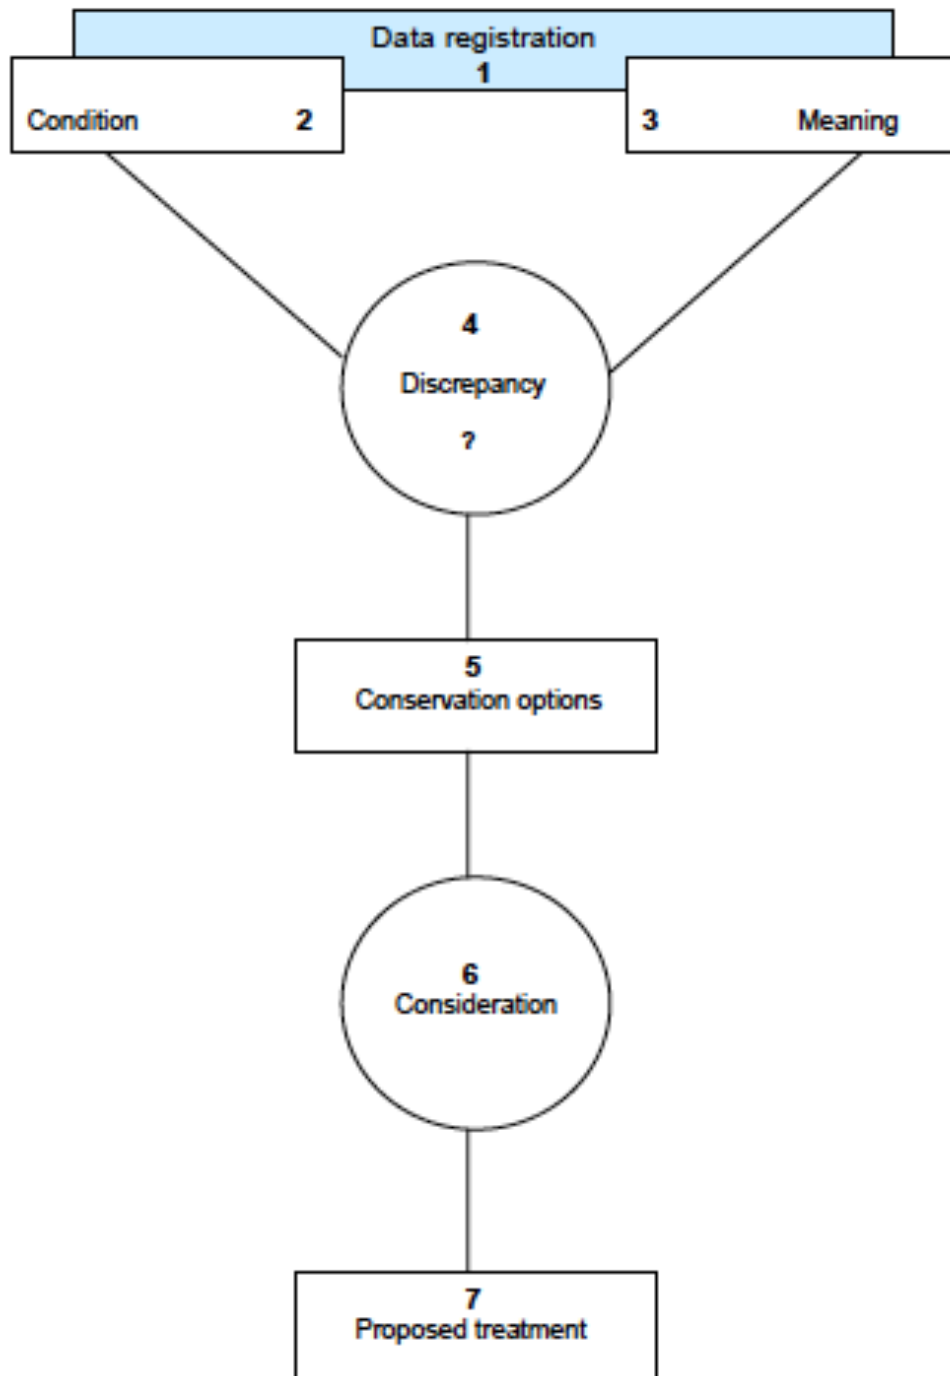 Data registration
1
Condition 2
3 Meaning
4
Discrepancy
?
5
Conservation options
6
Consideration
7
Proposed treatment